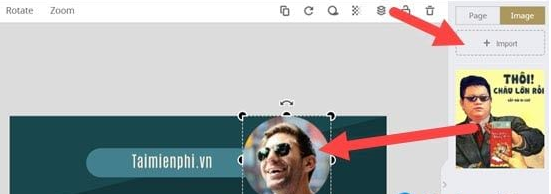 Rotate Zoom
Page Image
+ Import
THÔI!
CHÁU LỚN RỒI
Taimienphi.vn